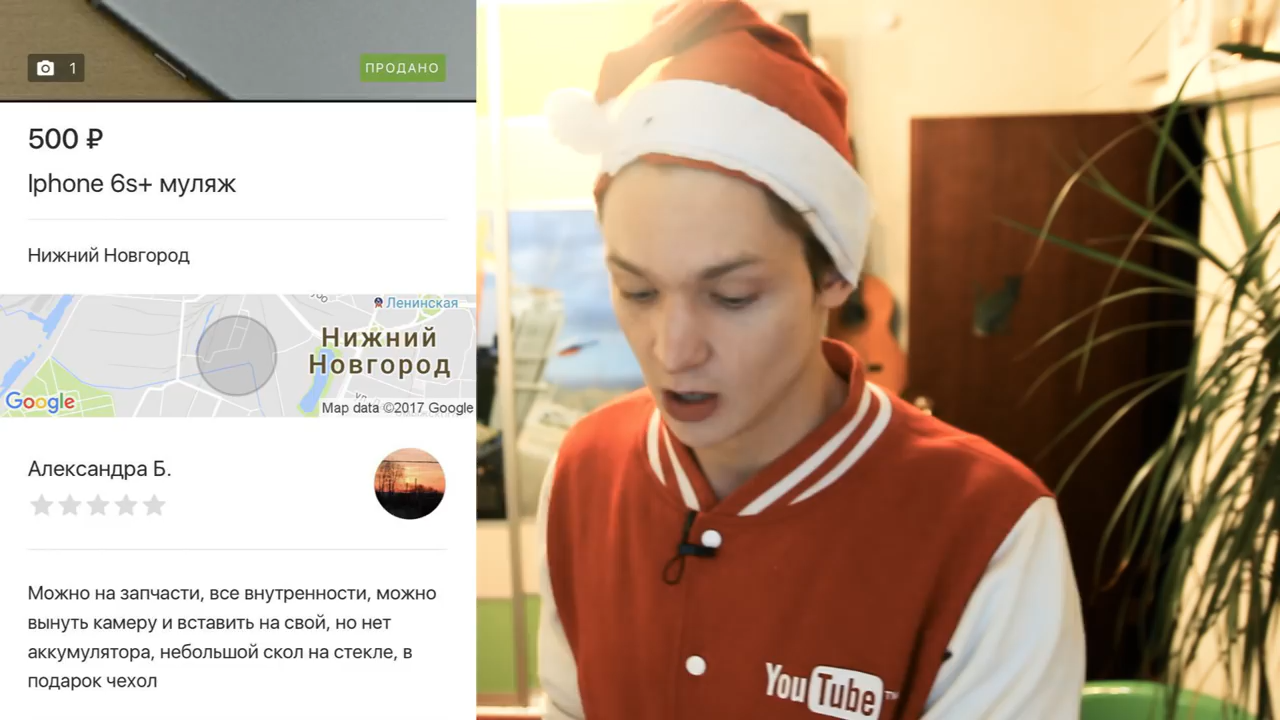 1
ПРОДАНО
500 ₽
Iphone 6s+ муляж
Нижний Новгород
Ленинская
Нижний
Новгород
Google
Map data ©2017 Google
Александра Б.
Можно на запчасти, все внутренности, можно
вынуть камеру и вставить на свой, но нет
аккумулятора, небольшой скол на стекле, в
подарок чехол
YouTube™